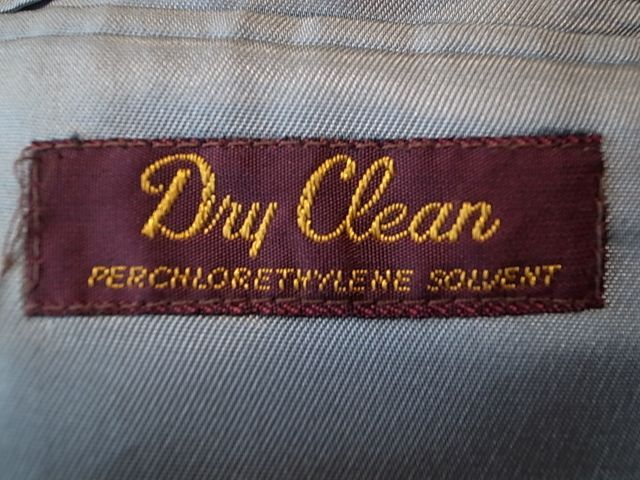 Dry Clean
PERCHLORETHYLENE SOLVENT